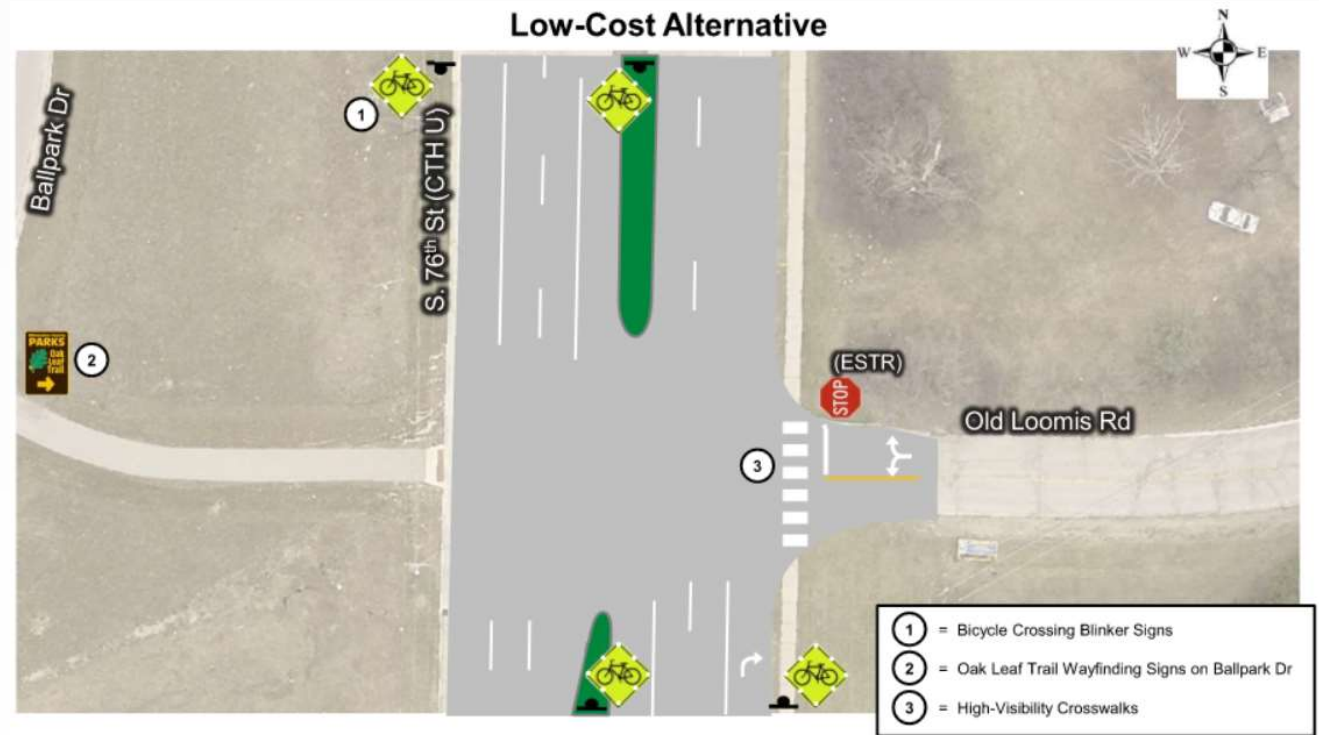 Low-Cost Alternative
N
W E
S
Ballpark Dr
1
S. 76th St (CTH U)
PARKS
Oak
Leaf
Trail
2
(ESTR)
STOP
Old Loomis Rd
3
1 = Bicycle Crossing Blinker Signs
2 = Oak Leaf Trail Wayfinding Signs on Ballpark Dr
3 = High-Visibility Crosswalks